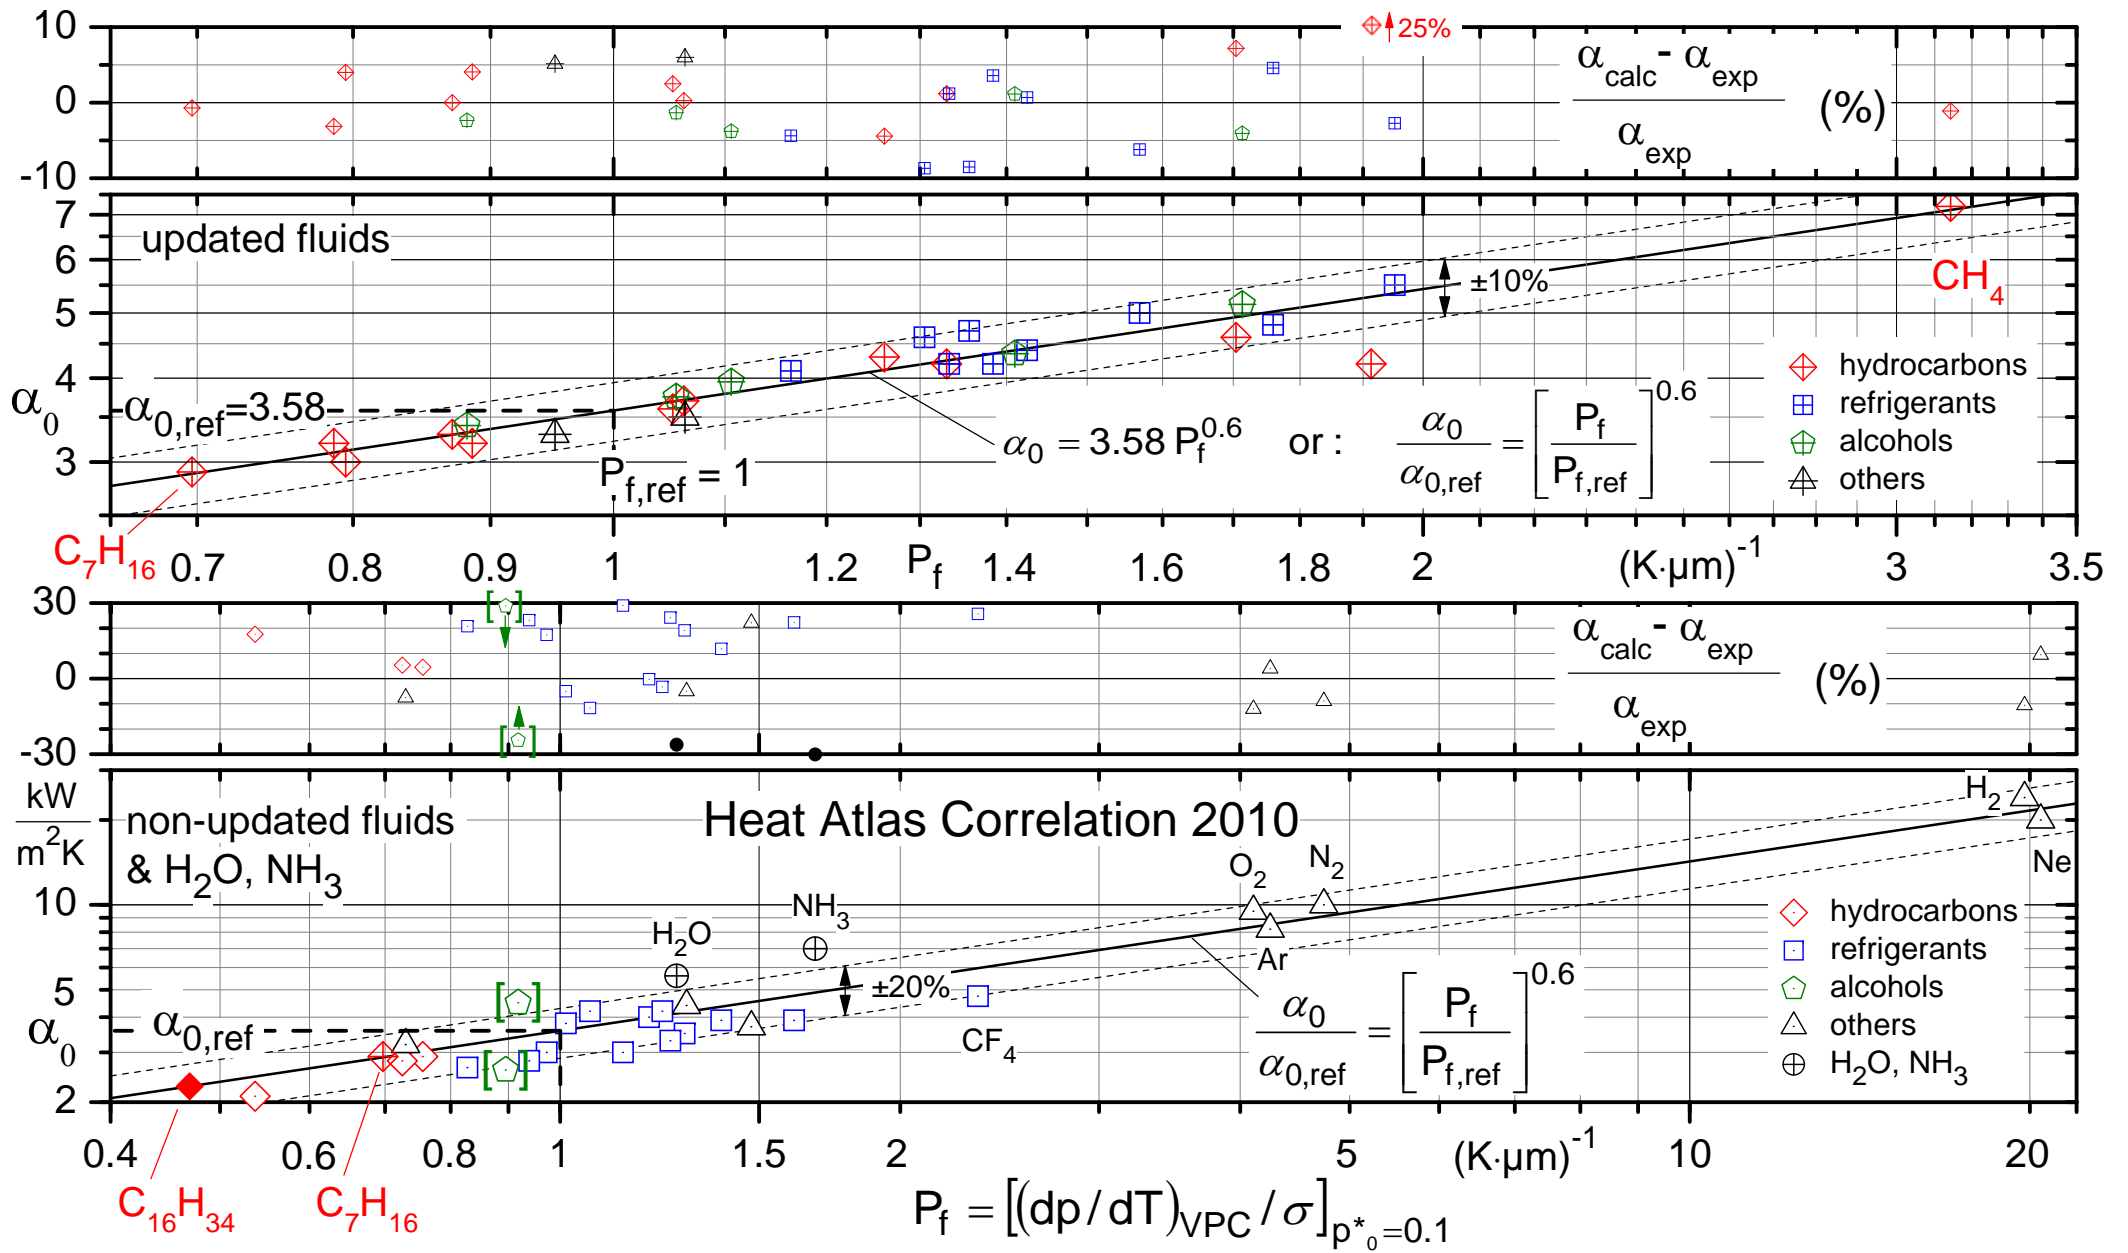 10
0
-10
25%
α_calc - α_exp
α_exp
(%)
7
6
5
4
3
α_0
updated fluids
α_0,ref=3.58
P_f,ref = 1
±10%
CH_4
α_0 = 3.58 P_f^0.6 or : α_0 / α_0,ref = [P_f / P_f,ref]^0.6
hydrocarbons
refrigerants
alcohols
others
C_7H_16
0.7 0.8 0.9 1 1.2 P_f 1.4 1.6 1.8 2 (K·µm)^-1 3 3.5
30
0
-30
[ ]
[ ]
α_calc - α_exp
α_exp
(%)
kW
m^2K
10
5
α_0
2
non-updated fluids
& H_2O, NH_3
Heat Atlas Correlation 2010
H_2
Ne
O_2
N_2
Ar
NH_3
H_2O
±20%
CF_4
[ ]
[ ]
α_0,ref
α_0 / α_0,ref = [P_f / P_f,ref]^0.6
hydrocarbons
refrigerants
alcohols
others
H_2O, NH_3
0.4 0.6 0.8 1 1.5 2 5 (K·µm)^-1 10 20
C_16H_34
C_7H_16
P_f = [(dp/dT)_VPC / σ]_p*_0=0.1